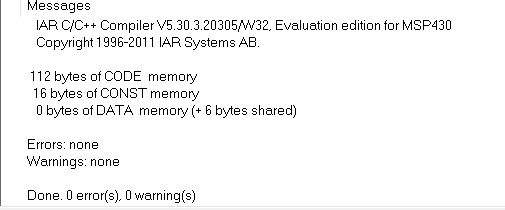 Messages
IAR C/C++ Compiler V5.30.3.20305/W32, Evaluation edition for MSP430
Copyright 1996-2011 IAR Systems AB.
112 bytes of CODE memory
16 bytes of CONST memory
0 bytes of DATA memory (+ 6 bytes shared)
Errors: none
Warnings: none
Done. 0 error(s), 0 warning(s)